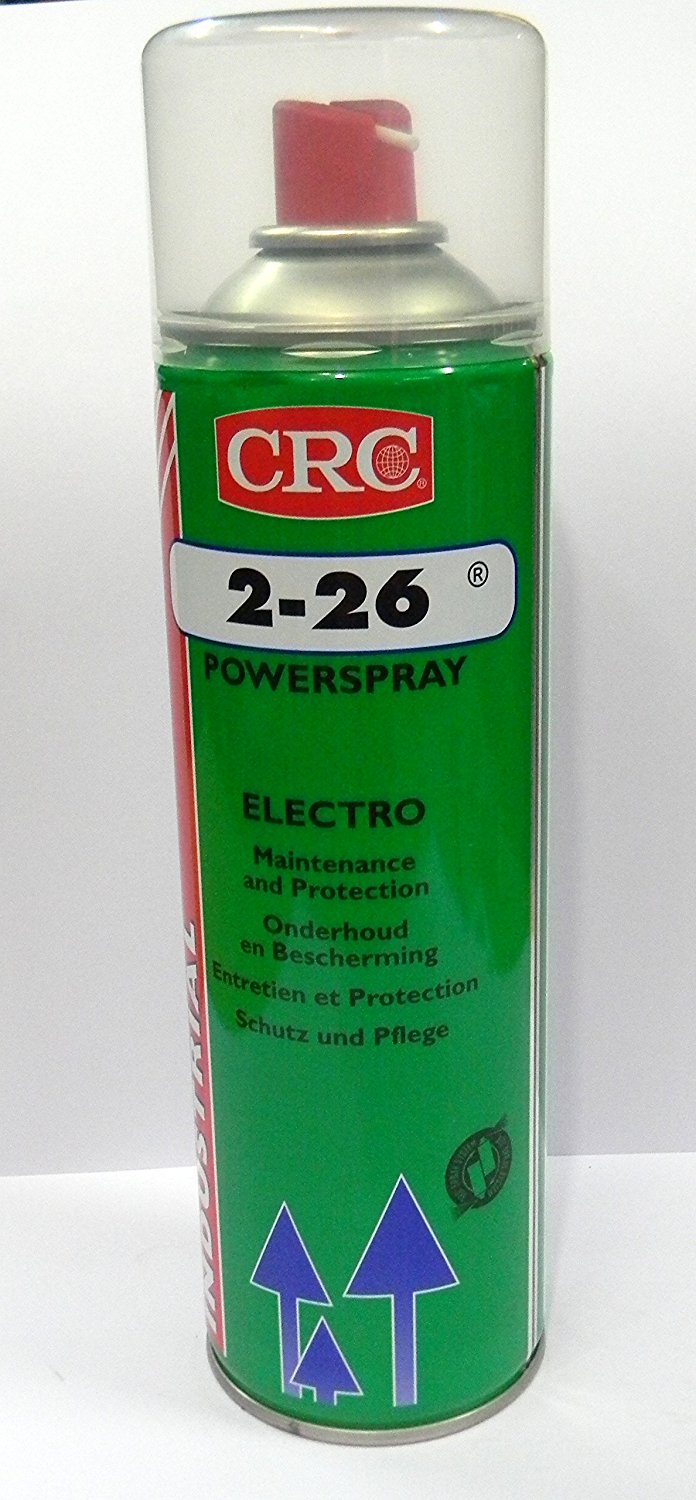 CRC®
2-26 ®
POWERSPRAY
ELECTRO
Maintenance
and Protection
Onderhoud
en Bescherming
Entretien et Protection
Schutz und Pflege
INDUSTRIAL